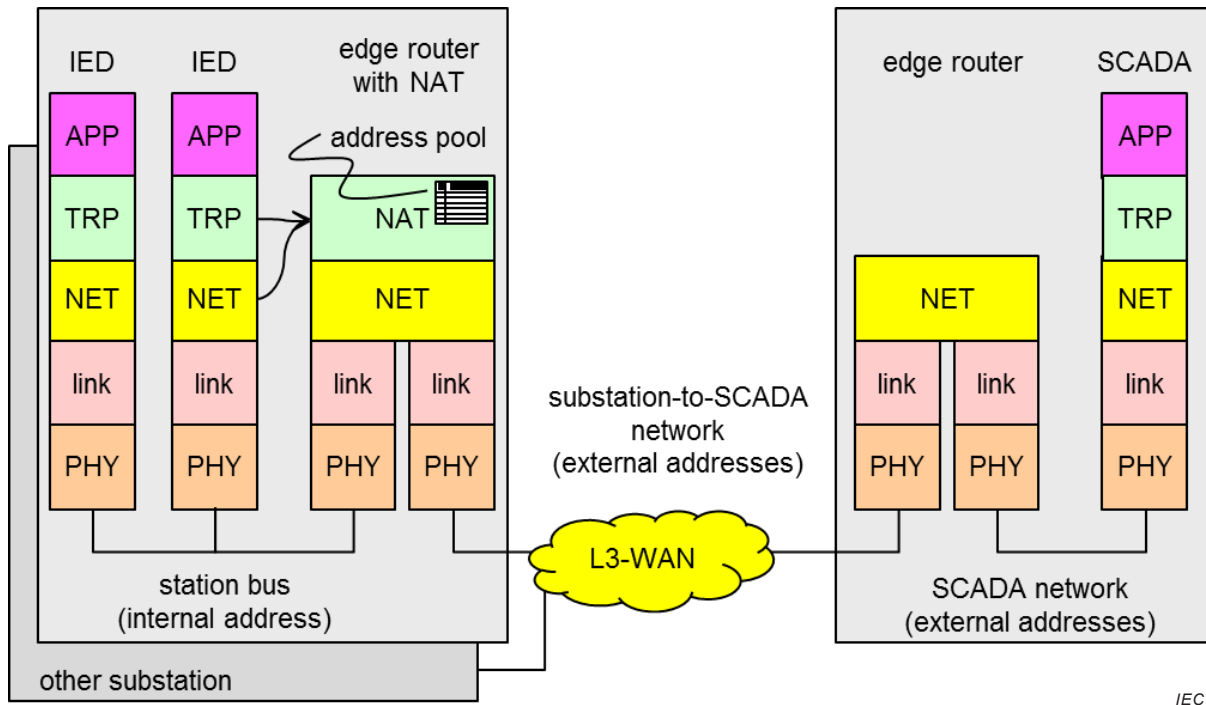 IED
IED
edge router
with NAT
address pool
APP
APP
TRP
TRP
NAT
NET
NET
NET
link
link
link
link
PHY
PHY
PHY
PHY
station bus
(internal address)
other substation
substation-to-SCADA
network
(external addresses)
L3-WAN
edge router
SCADA
APP
TRP
NET
NET
link
link
link
PHY
PHY
PHY
SCADA network
(external addresses)
IEC